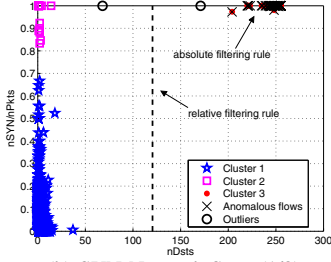 1
0.9
0.8
0.7
0.6
0.5
0.4
0.3
0.2
0.1
0
nSYN/nPkts
absolute filtering rule
relative filtering rule
Cluster 1
Cluster 2
Cluster 3
Anomalous flows
Outliers
0 50 100 150 200 250 300
nDsts